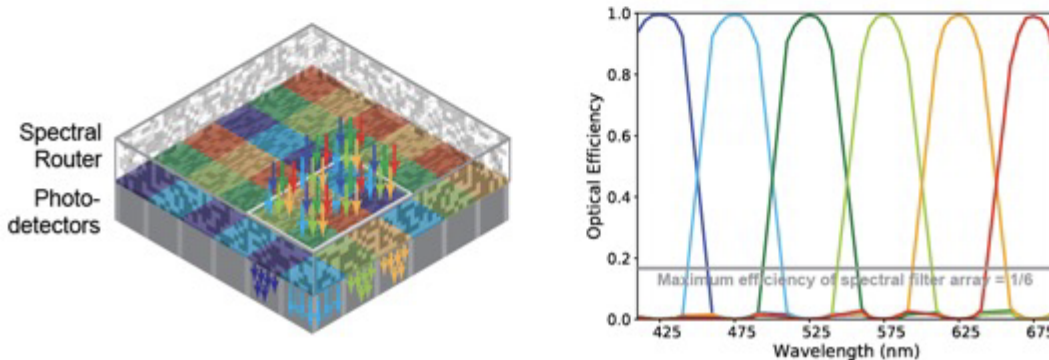 Spectral
Router
Photo-
detectors
Optical Efficiency
1.0
0.8
0.6
0.4
0.2
0.0
Maximum efficiency of spectral filter array = 1/6
425 475 525 575 625 675
Wavelength (nm)